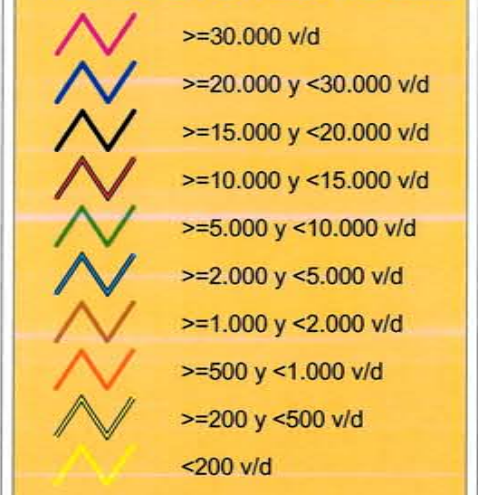 >=30.000 v/d
>=20.000 y <30.000 v/d
>=15.000 y <20.000 v/d
>=10.000 y <15.000 v/d
>=5.000 y <10.000 v/d
>=2.000 y <5.000 v/d
>=1.000 y <2.000 v/d
>=500 y <1.000 v/d
>=200 y <500 v/d
<200 v/d